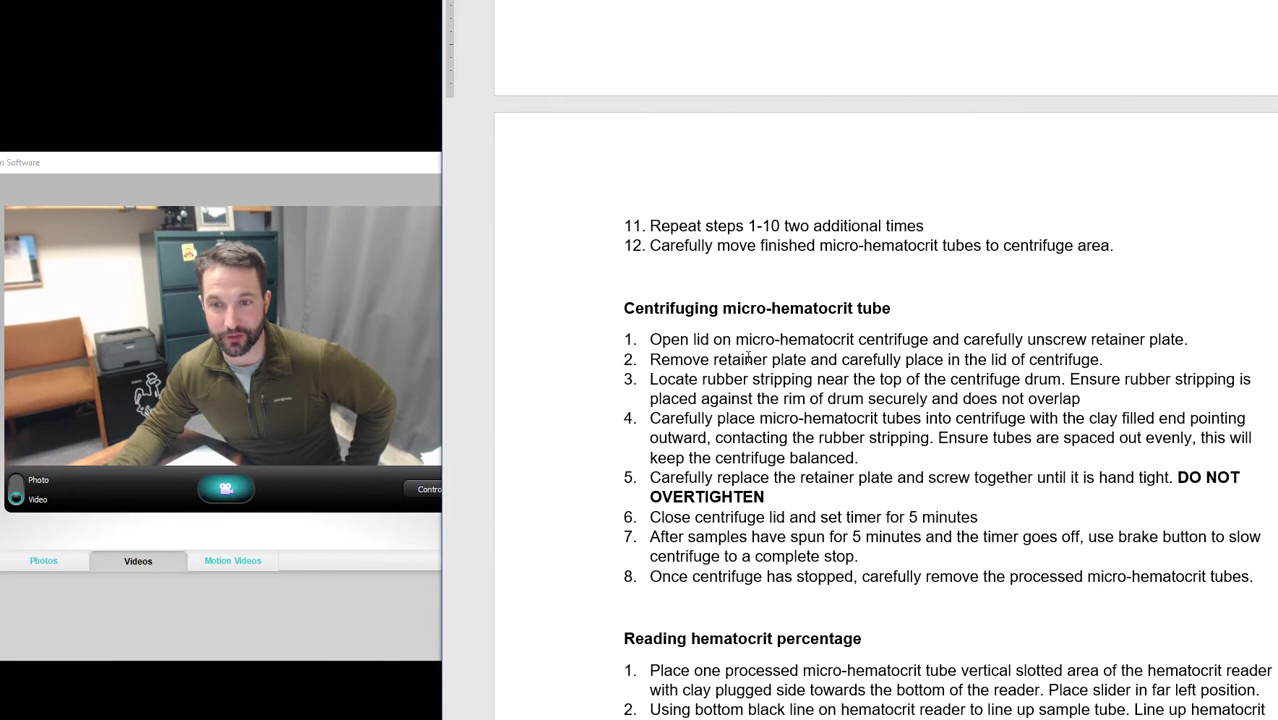 n Software
Photo
Video
Contro
Photos
Videos
Motion Videos
patagonia
11. Repeat steps 1-10 two additional times
12. Carefully move finished micro-hematocrit tubes to centrifuge area.
Centrifuging micro-hematocrit tube
1. Open lid on micro-hematocrit centrifuge and carefully unscrew retainer plate.
2. Remove retainer plate and carefully place in the lid of centrifuge.
3. Locate rubber stripping near the top of the centrifuge drum. Ensure rubber stripping is
placed against the rim of drum securely and does not overlap
4. Carefully place micro-hematocrit tubes into centrifuge with the clay filled end pointing
outward, contacting the rubber stripping. Ensure tubes are spaced out evenly, this will
keep the centrifuge balanced.
5. Carefully replace the retainer plate and screw together until it is hand tight. DO NOT
OVERTIGHTEN
6. Close centrifuge lid and set timer for 5 minutes
7. After samples have spun for 5 minutes and the timer goes off, use brake button to slow
centrifuge to a complete stop.
8. Once centrifuge has stopped, carefully remove the processed micro-hematocrit tubes.
Reading hematocrit percentage
1. Place one processed micro-hematocrit tube vertical slotted area of the hematocrit reader
with clay plugged side towards the bottom of the reader. Place slider in far left position.
2. Using bottom black line on hematocrit reader to line up sample tube. Line up hematocrit